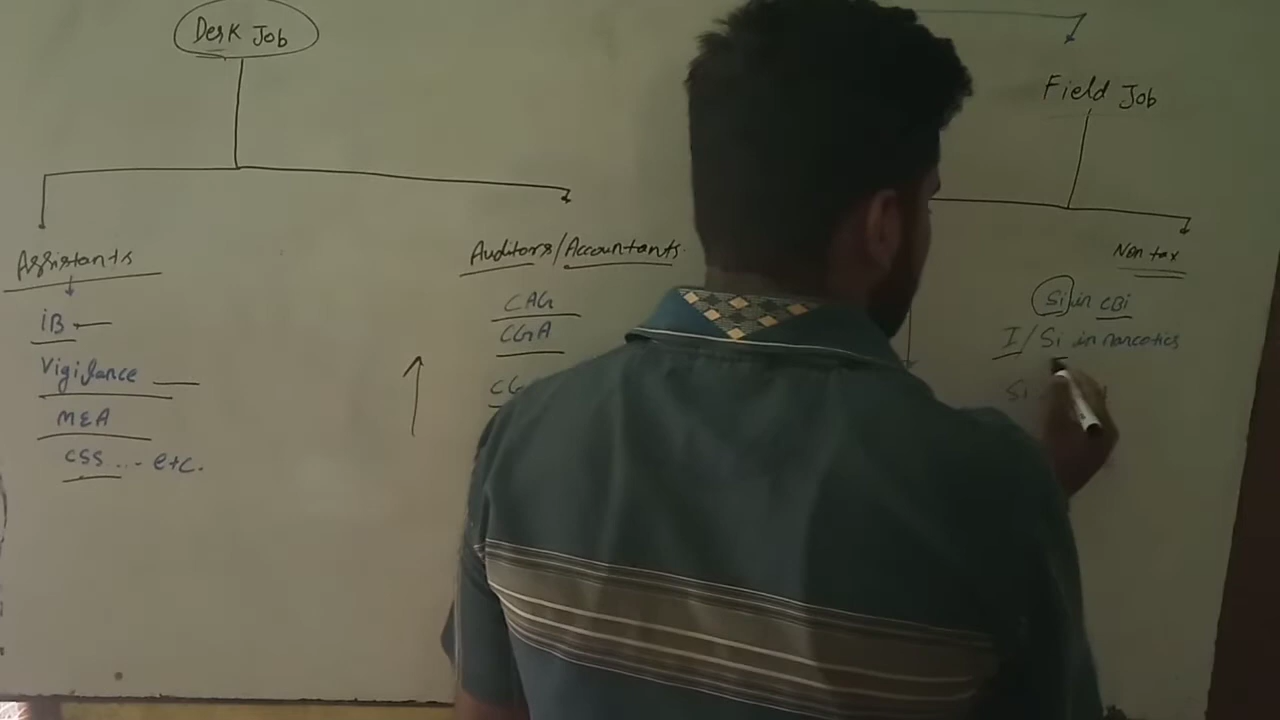 Desk Job
Field Job
Assistants
IB
Vigilance
MEA
CSS ... etc.
Auditors/Accountants
CAG
CGA
Non tax
Si in CBi
I/Si in narcotics
Si